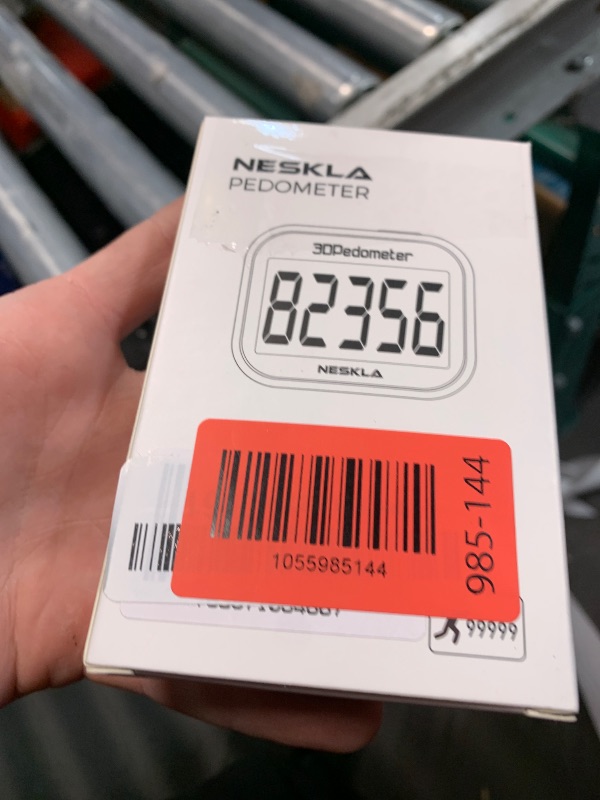 NESKLA
PEDOMETER
3DPedometer
82356
NESKLA
1055985144
985-144
99999